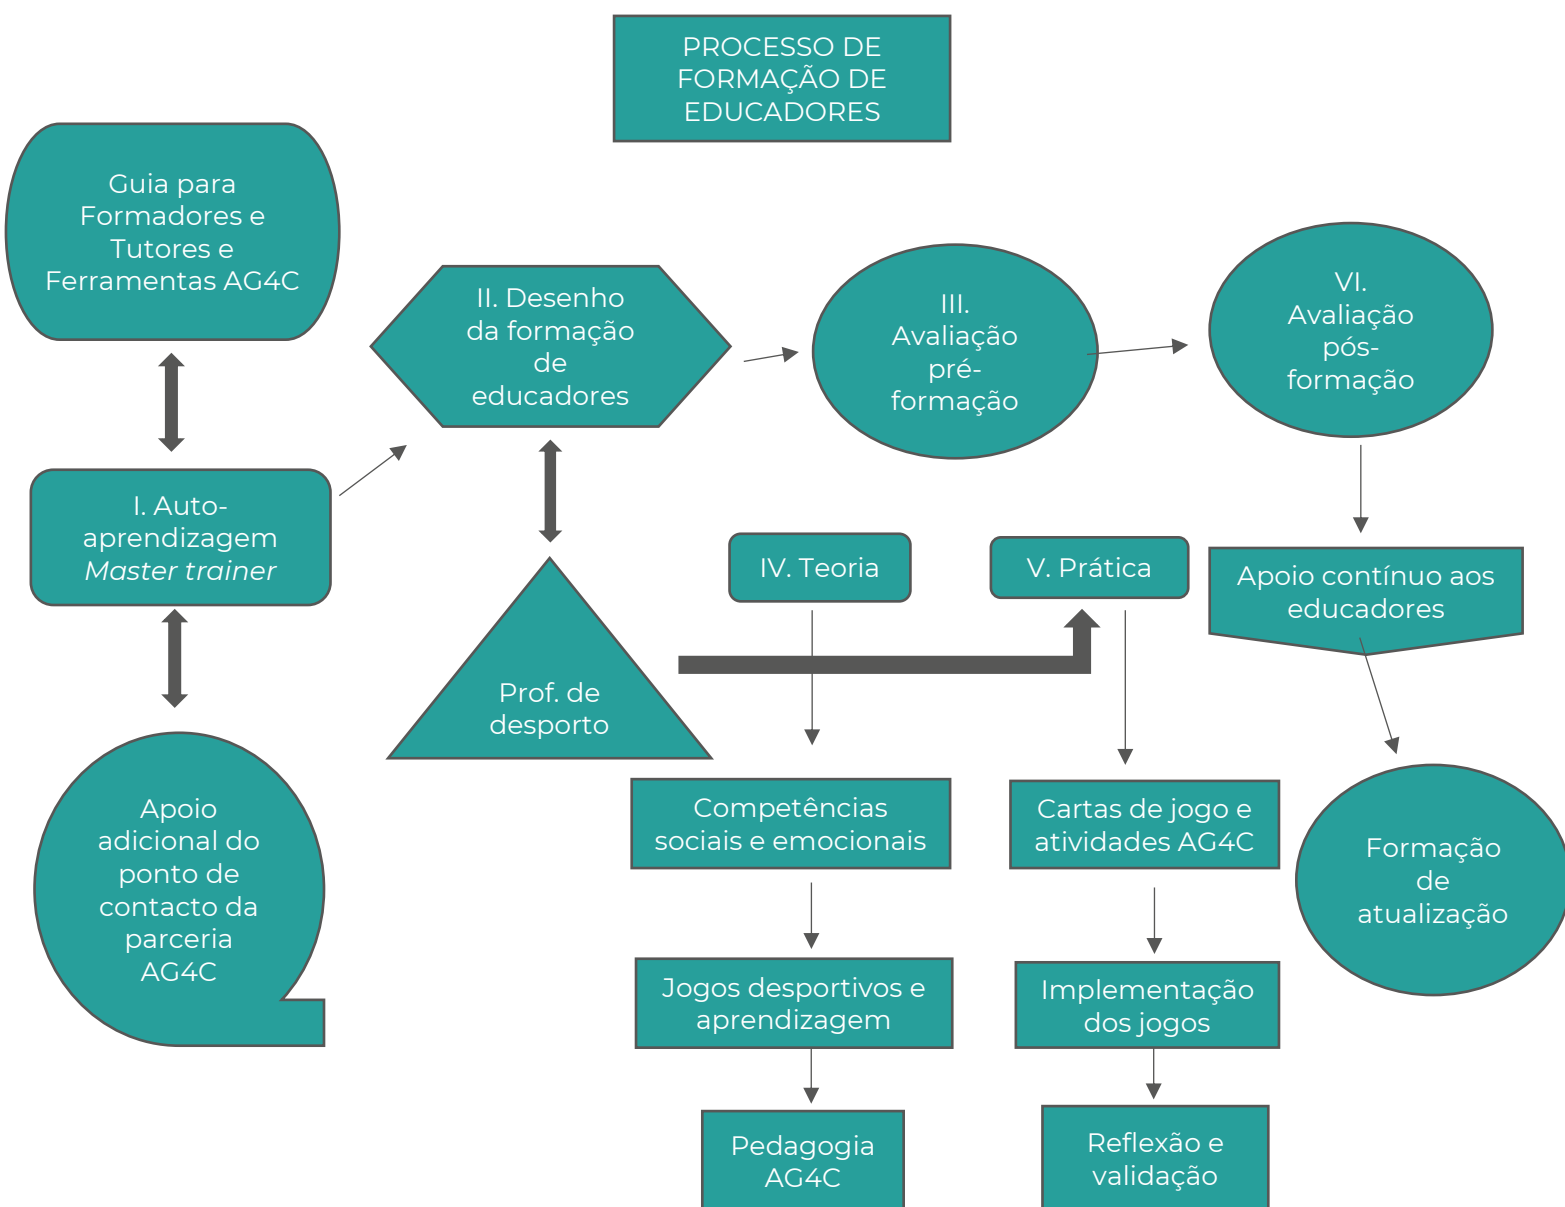 PROCESSO DE
FORMAÇÃO DE
EDUCADORES
Guia para
Formadores e
Tutores e
Ferramentas AG4C
I. Auto-
aprendizagem
Master trainer
Apoio
adicional do
ponto de
contacto da
parceria
AG4C
II. Desenho
da formação
de
educadores
Prof. de
desporto
III.
Avaliação
pré-
formação
IV. Teoria
Competências
sociais e emocionais
Jogos desportivos e
aprendizagem
Pedagogia
AG4C
V. Prática
Cartas de jogo e
atividades AG4C
Implementação
dos jogos
Reflexão e
validação
VI.
Avaliação
pós-
formação
Apoio contínuo aos
educadores
Formação
de
atualização